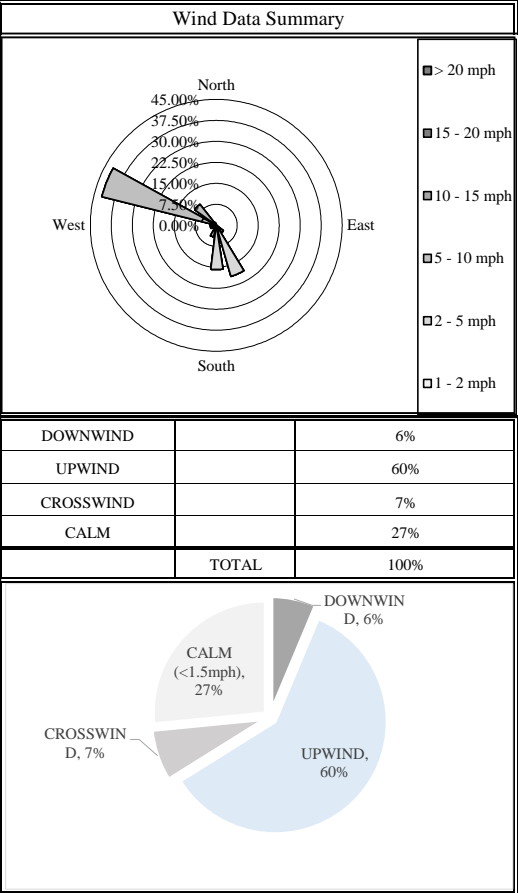 Wind Data Summary
North
45.00%
37.50%
30.00%
22.50%
15.00%
7.50%
0.00%
West
East
South
> 20 mph
15 - 20 mph
10 - 15 mph
5 - 10 mph
2 - 5 mph
1 - 2 mph
DOWNWIND 6%
UPWIND 60%
CROSSWIND 7%
CALM 27%
TOTAL 100%
DOWNWIN
D, 6%
CALM
(<1.5mph),
27%
CROSSWIN
D, 7%
UPWIND,
60%